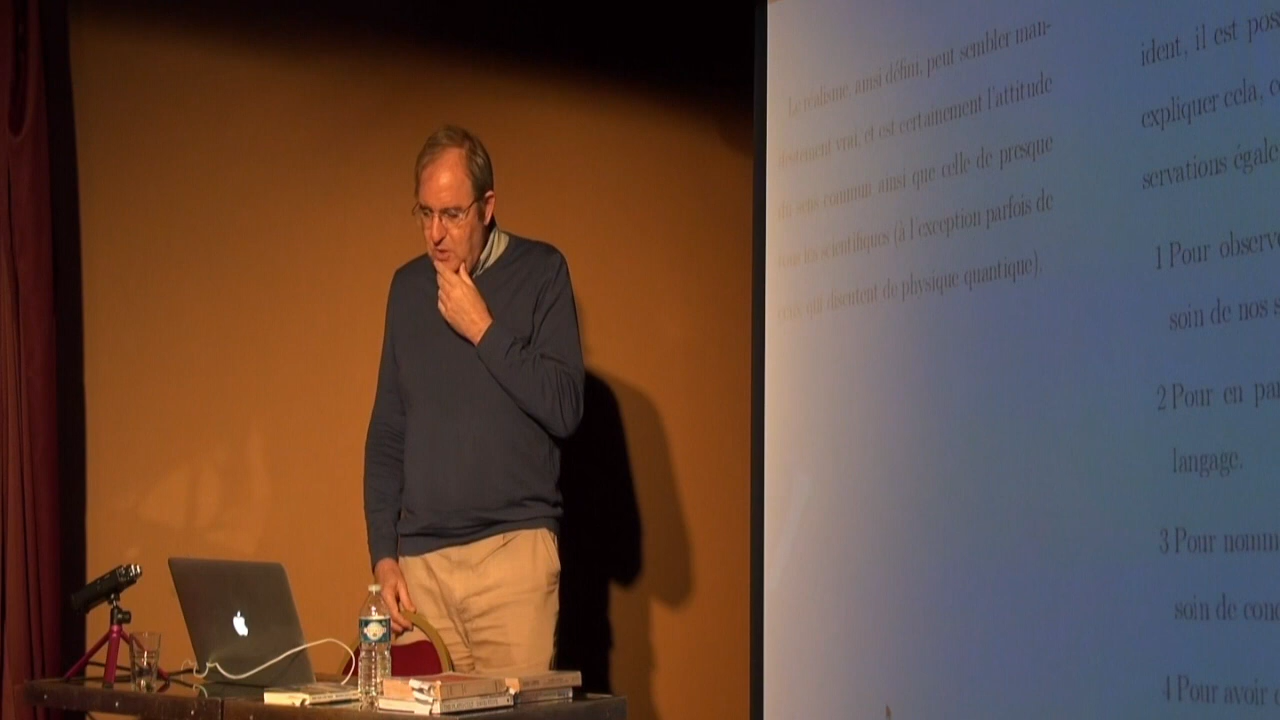 Le réalisme, ainsi défini, peut sembler man-
festement vrai, et est certainement l'attitude
du sens commun ainsi que celle de presque
tous les scientifiques (à l'exception parfois de
ceux qui discutent de physique quantique).
ident, il est pos
expliquer cela, c
servations égale
1 Pour observe
soin de nos s
2 Pour en pa
langage.
3 Pour nomm
soin de con
4 Pour avoir